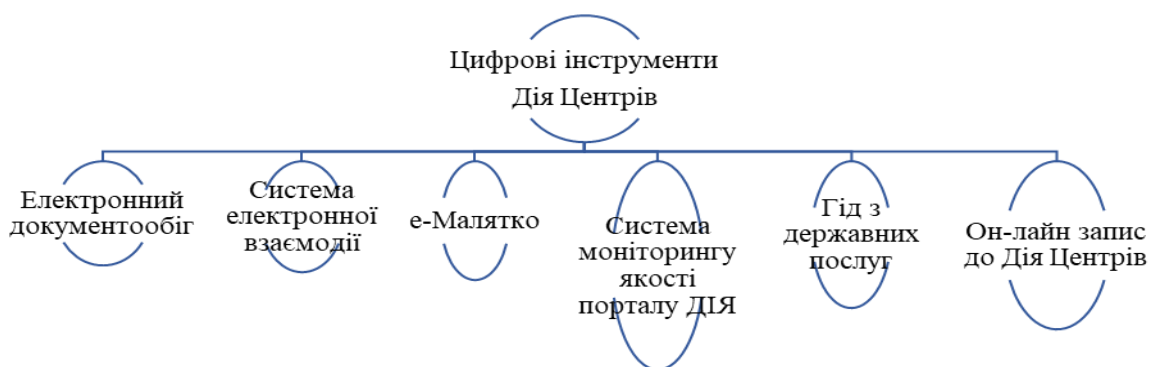 Цифрові інструменти
Дія Центрів
Електронний
документообіг
Система
електронної
взаємодії
е-Малятко
Система
моніторингу
якості
порталу ДІЯ
Гід з
державних
послуг
Он-лайн запис
до Дія Центрів